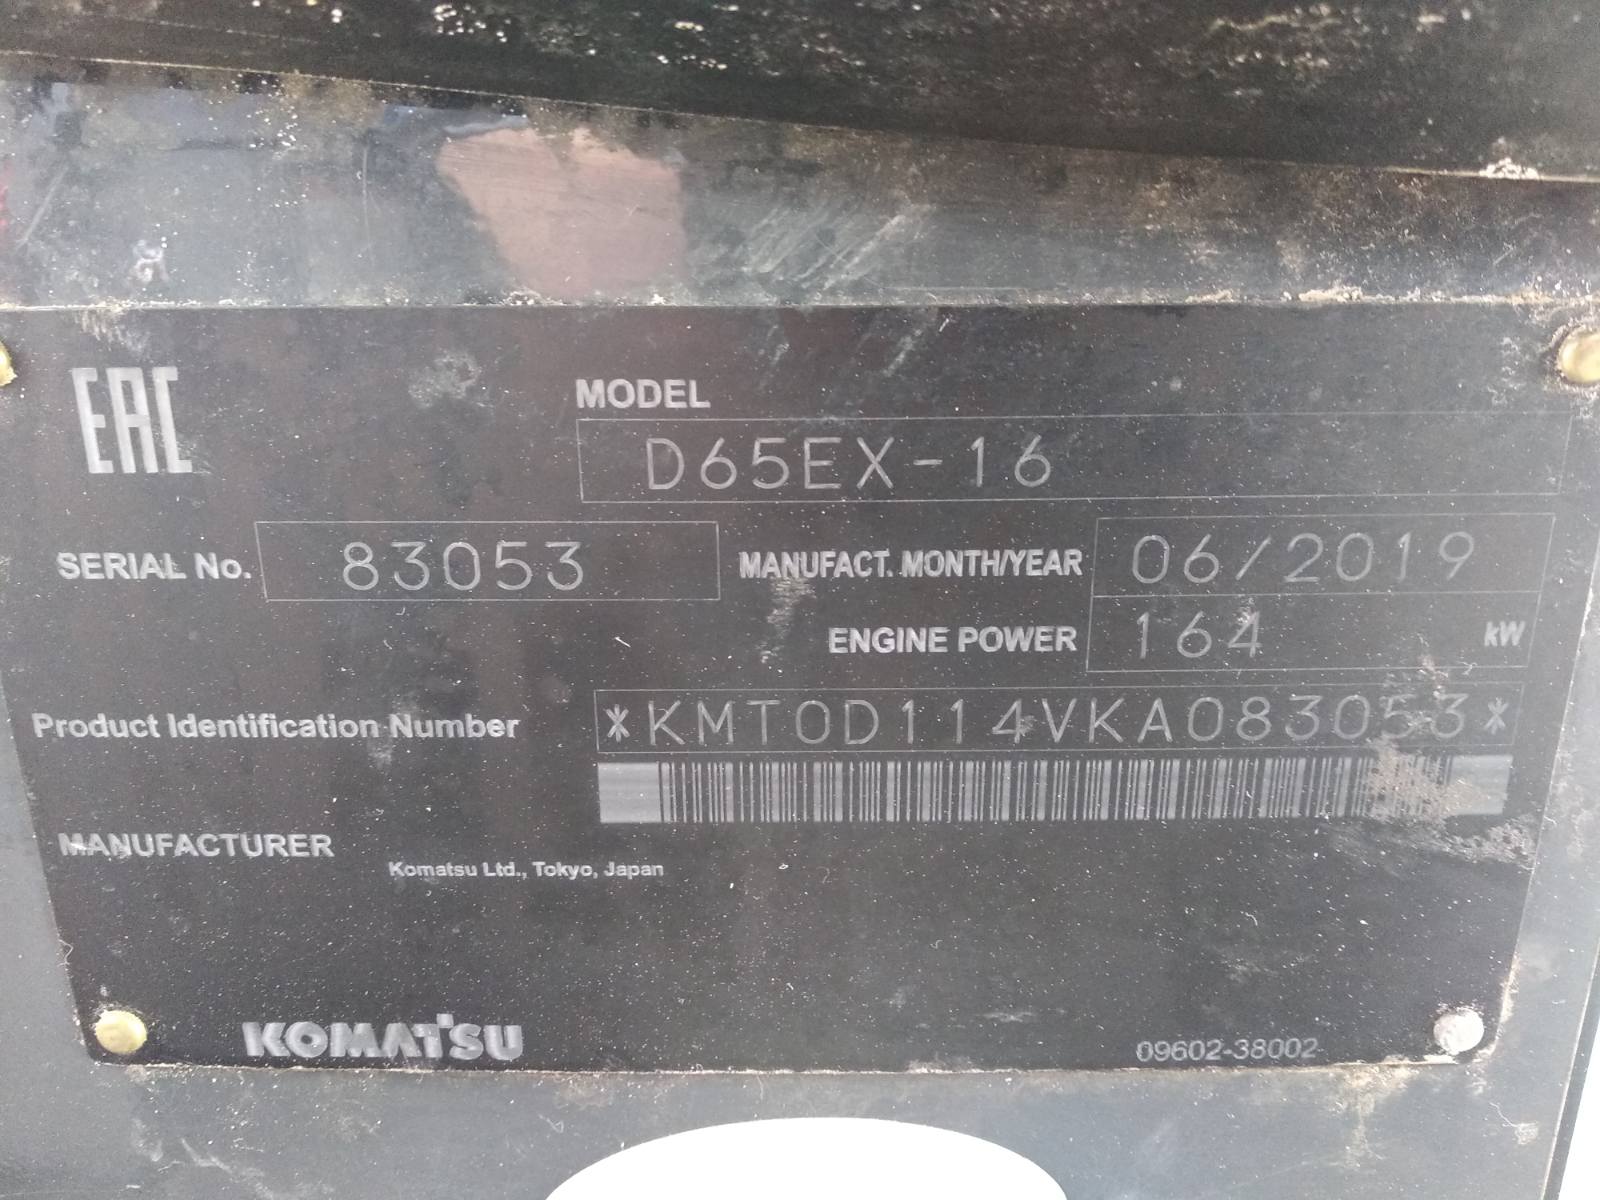 EAC
MODEL
D65EX-16
SERIAL No. 83053 MANUFACT. MONTH/YEAR 06/2019
ENGINE POWER 164 kW
Product Identification Number *KMT0D114VKA083053*
MANUFACTURER
Komatsu Ltd., Tokyo, Japan
KOMATSU 09602-38002